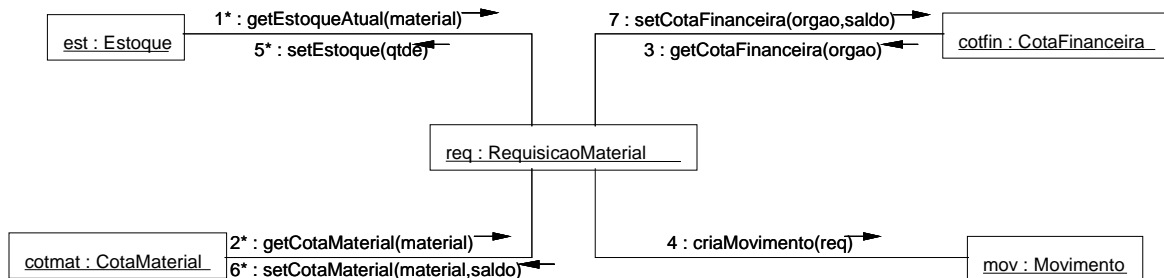 1* : getEstoqueAtual(material)
7 : setCotaFinanceira(orgao,saldo)
est : Estoque
5* : setEstoque(qtde)
3 : getCotaFinanceira(orgao)
cotfin : CotaFinanceira
req : RequisicaoMaterial
2* : getCotaMaterial(material)
4 : criaMovimento(req)
cotmat : CotaMaterial
6* : setCotaMaterial(material,saldo)
mov : Movimento